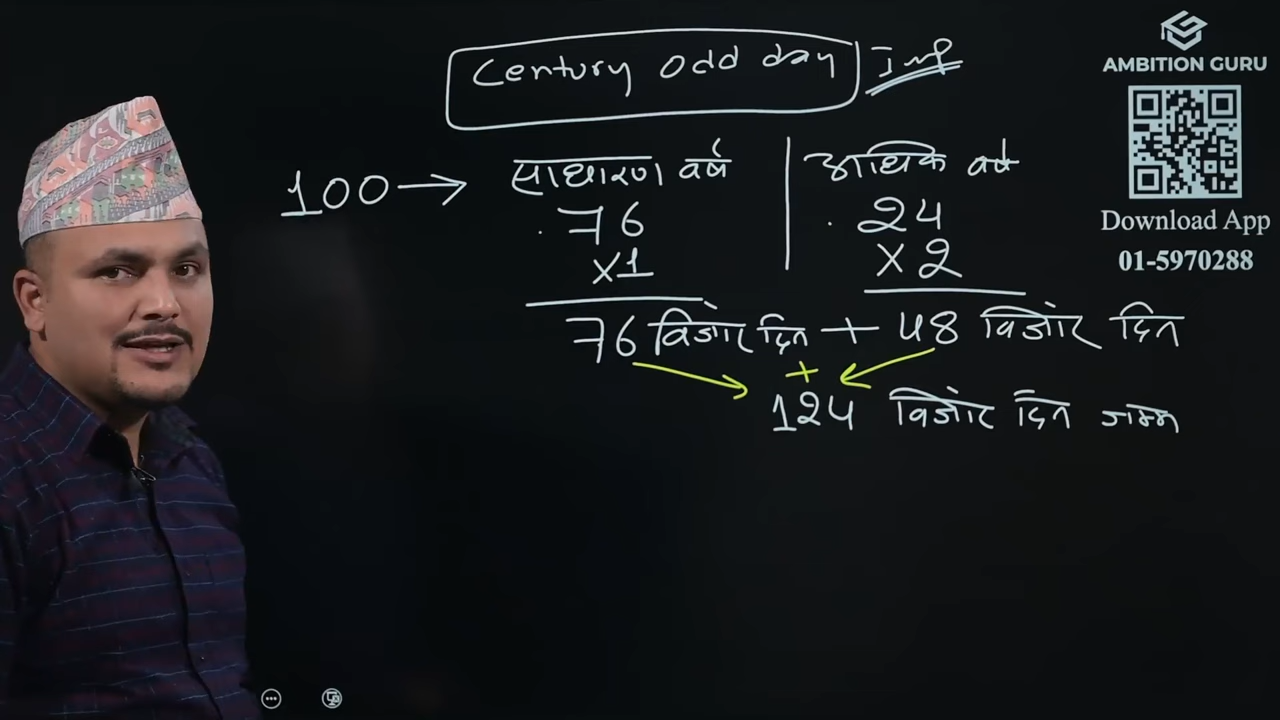 Century odd day Imp
AMBITION GURU
Download App
01-5970288
100 → साधारण वर्ष | आधिक वर्ष
76 24
×1 ×2
76 विजोर दिन + 48 विजोर दिन
+
124 विजोर दिन जम्मा